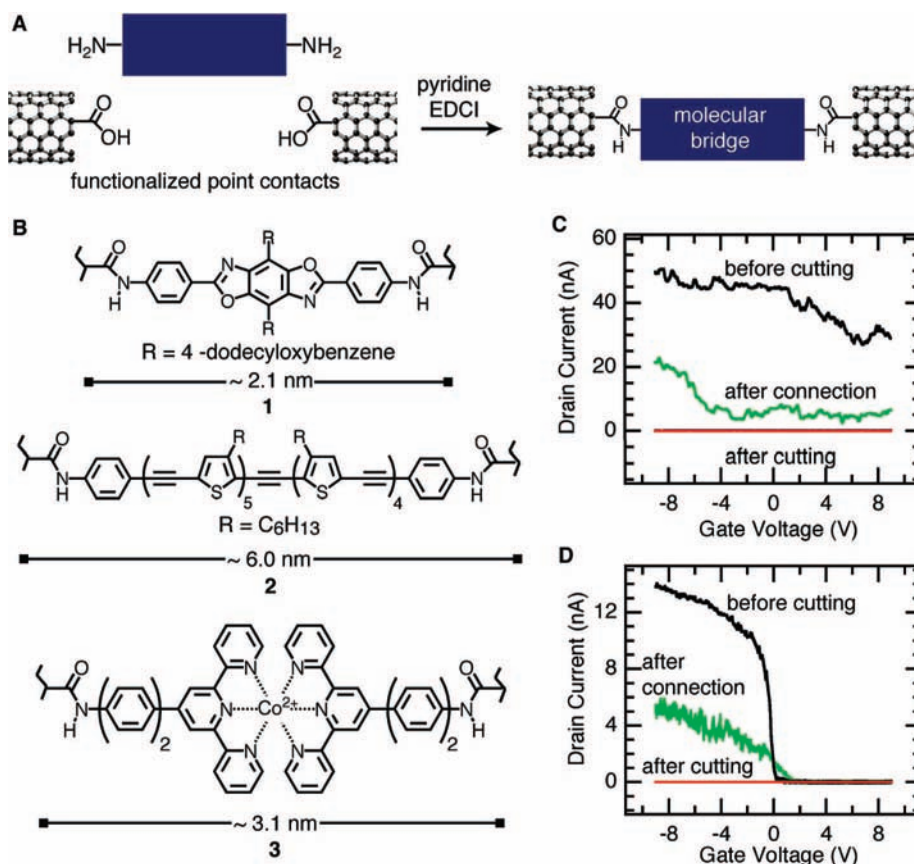 A
H₂N
NH₂
O
OH
O
HO
functionalized point contacts
pyridine
EDCI
O
N
H
molecular
bridge
O
N
H
B
O
N
H
R
N
O
O
N
R
O
N
H
R = 4 -dodecyloxybenzene
~ 2.1 nm
1
O
N
H
R
S
5
R
S
4
O
N
H
R = C₆H₁₃
~ 6.0 nm
2
O
N
H
2
N
N
N
Co²⁺
N
N
N
2
O
N
H
~ 3.1 nm
3
C
Drain Current (nA)
60
40
20
0
before cutting
after connection
after cutting
-8 -4 0 4 8
Gate Voltage (V)
D
Drain Current (nA)
12
8
4
0
before cutting
after
connection
after cutting
-8 -4 0 4 8
Gate Voltage (V)